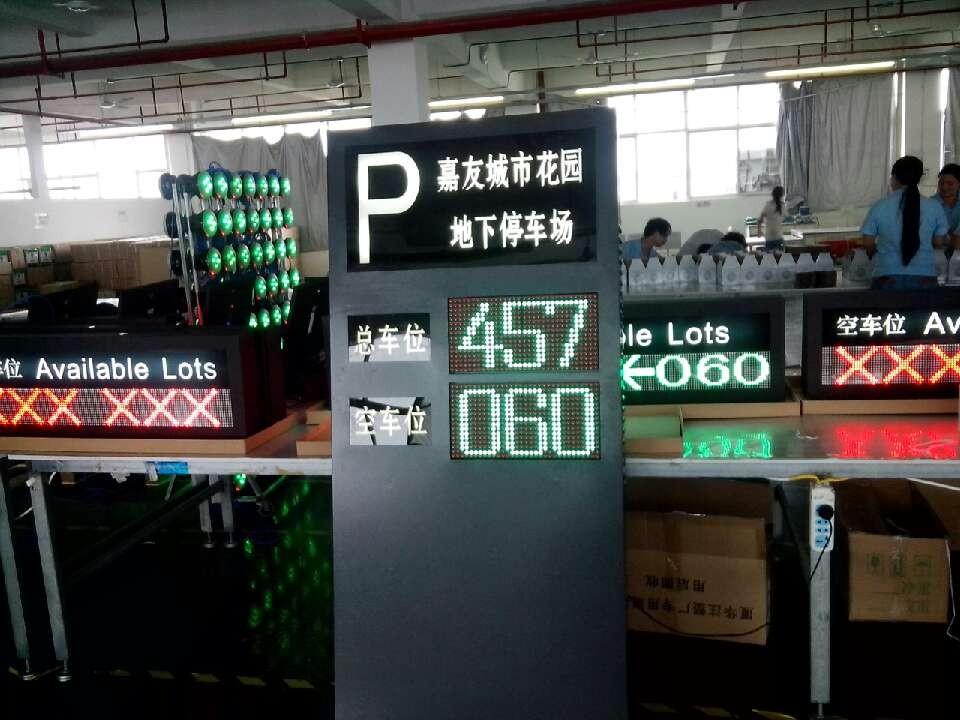 P
嘉友城市花园
地下停车场
总车位 457
空车位 060
位 Available Lots
XXX XXX
ble Lots
←060
空车位 Av
XXX